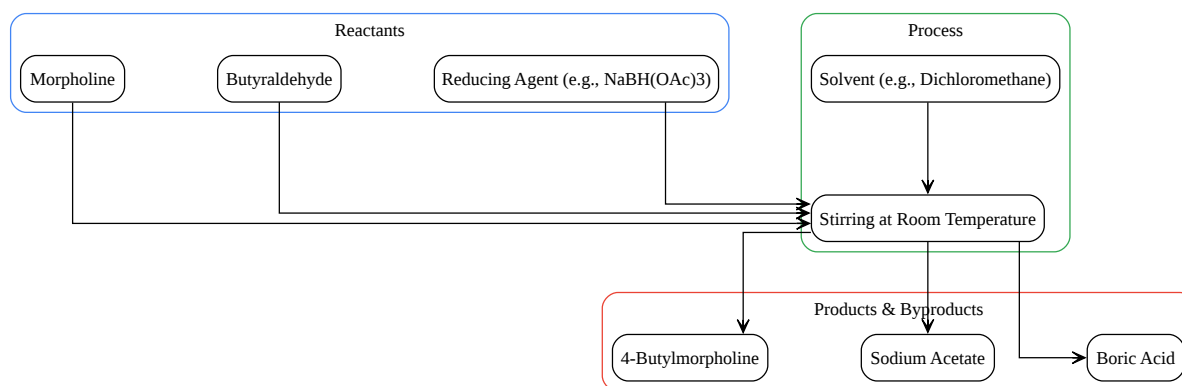 Reactants
Process
Morpholine
Butyraldehyde
Reducing Agent (e.g., NaBH(OAc)3)
Solvent (e.g., Dichloromethane)
Stirring at Room Temperature
Products & Byproducts
4-Butylmorpholine
Sodium Acetate
Boric Acid